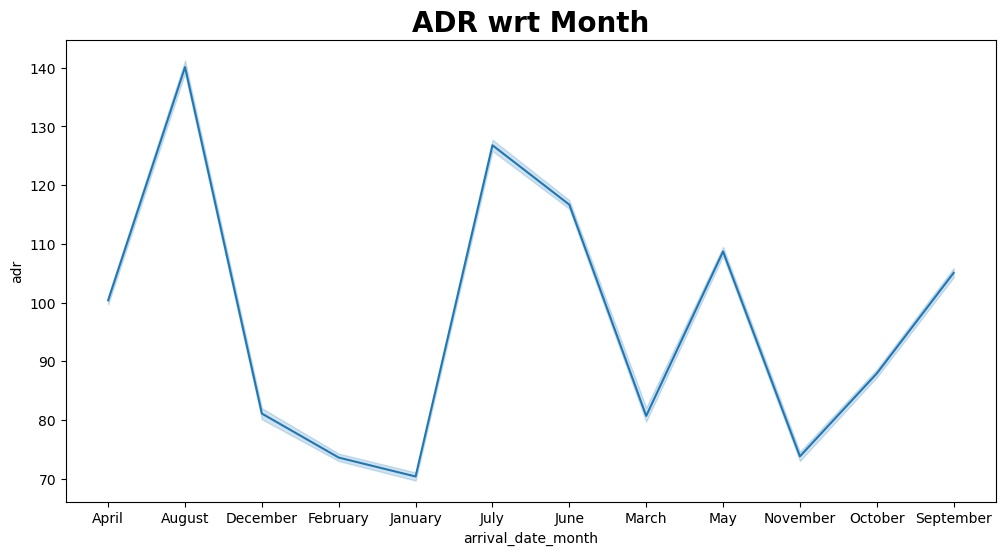 ADR wrt Month
adr
140
130
120
110
100
90
80
70
April August December February January July June March May November October September
arrival_date_month